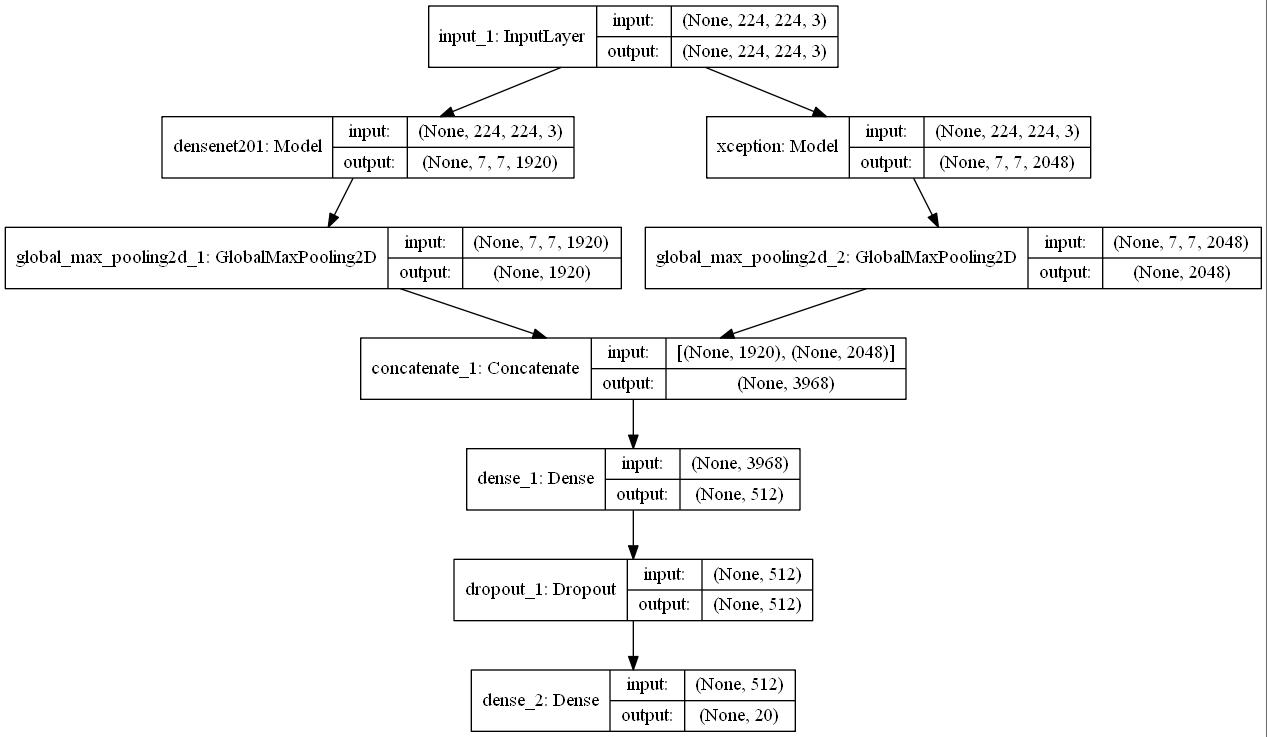 input_1: InputLayer
input: (None, 224, 224, 3)
output: (None, 224, 224, 3)
densenet201: Model
input: (None, 224, 224, 3)
output: (None, 7, 7, 1920)
xception: Model
input: (None, 224, 224, 3)
output: (None, 7, 7, 2048)
global_max_pooling2d_1: GlobalMaxPooling2D
input: (None, 7, 7, 1920)
output: (None, 1920)
global_max_pooling2d_2: GlobalMaxPooling2D
input: (None, 7, 7, 2048)
output: (None, 2048)
concatenate_1: Concatenate
input: [(None, 1920), (None, 2048)]
output: (None, 3968)
dense_1: Dense
input: (None, 3968)
output: (None, 512)
dropout_1: Dropout
input: (None, 512)
output: (None, 512)
dense_2: Dense
input: (None, 512)
output: (None, 20)